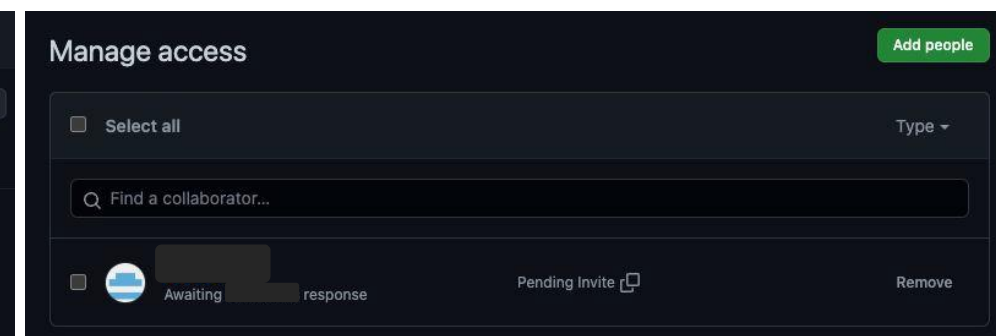 Manage access
Add people
Select all
Type
Find a collaborator...
Awaiting response
Pending Invite
Remove